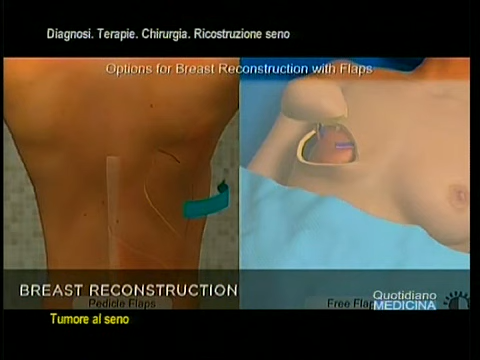 Diagnosi. Terapie. Chirurgia. Ricostruzione seno
Options for Breast Reconstruction with Flaps
BREAST RECONSTRUCTION
Pedicle Flaps
Free Flap
Quotidiano
MEDICINA
Tumore al seno